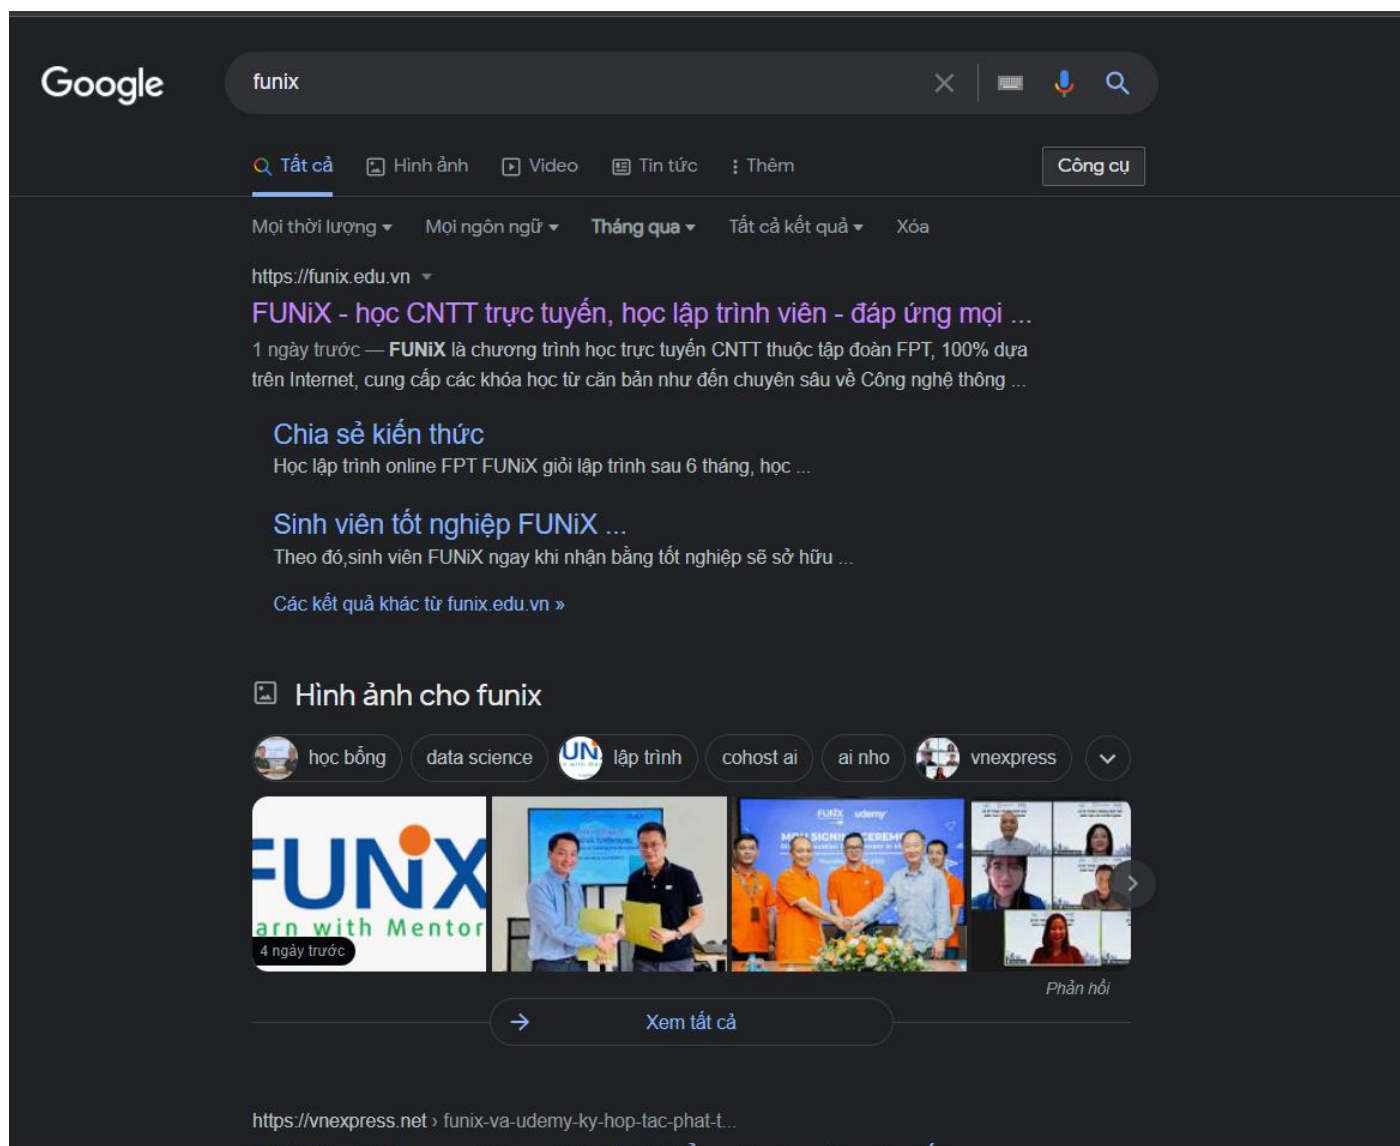 Google
funix
Tất cả
Hình ảnh
Video
Tin tức
Thêm
Công cụ
Mọi thời lượng
Mọi ngôn ngữ
Tháng qua
Tất cả kết quả
Xóa
https://funix.edu.vn
FUNiX - học CNTT trực tuyến, học lập trình viên - đáp ứng mọi ...
1 ngày trước — FUNiX là chương trình học trực tuyến CNTT thuộc tập đoàn FPT, 100% dựa
trên Internet, cung cấp các khóa học từ căn bản như đến chuyên sâu về Công nghệ thông ...
Chia sẻ kiến thức
Học lập trình online FPT FUNiX giỏi lập trình sau 6 tháng, học ...
Sinh viên tốt nghiệp FUNiX ...
Theo đó,sinh viên FUNiX ngay khi nhận bằng tốt nghiệp sẽ sở hữu ...
Các kết quả khác từ funix.edu.vn »
Hình ảnh cho funix
học bổng
data science
UNi
lập trình
cohost ai
ai nho
vnexpress
FUNiX
arn with Mentor
4 ngày trước
FUNiX udemy
MOU SIGNING CEREMO
Phản hồi
Xem tất cả
https://vnexpress.net › funix-va-udemy-ky-hop-tac-phat-t...